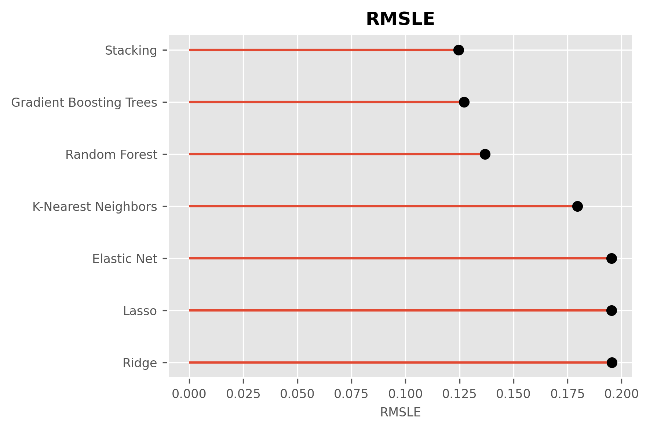 RMSLE
Stacking
Gradient Boosting Trees
Random Forest
K-Nearest Neighbors
Elastic Net
Lasso
Ridge
0.000 0.025 0.050 0.075 0.100 0.125 0.150 0.175 0.200
RMSLE